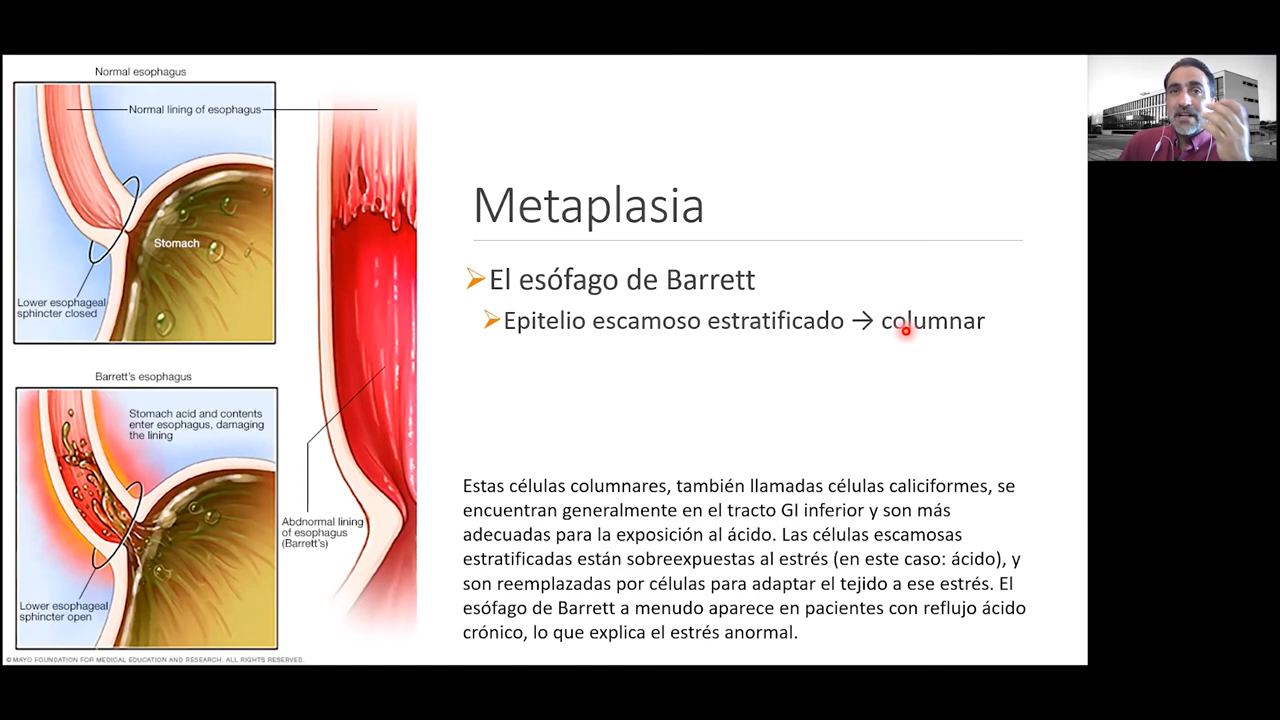 Normal esophagus
Normal lining of esophagus
Stomach
Lower esophageal
sphincter closed
Barrett's esophagus
Stomach acid and contents
enter esophagus, damaging
the lining
Abdnormal lining
of esophagus
(Barrett's)
Lower esophageal
sphincter open
© MAYO FOUNDATION FOR MEDICAL EDUCATION AND RESEARCH. ALL RIGHTS RESERVED.
Metaplasia
El esófago de Barrett
Epitelio escamoso estratificado → columnar
Estas células columnares, también llamadas células caliciformes, se
encuentran generalmente en el tracto GI inferior y son más
adecuadas para la exposición al ácido. Las células escamosas
estratificadas están sobreexpuestas al estrés (en este caso: ácido), y
son reemplazadas por células para adaptar el tejido a ese estrés. El
esófago de Barrett a menudo aparece en pacientes con reflujo ácido
crónico, lo que explica el estrés anormal.